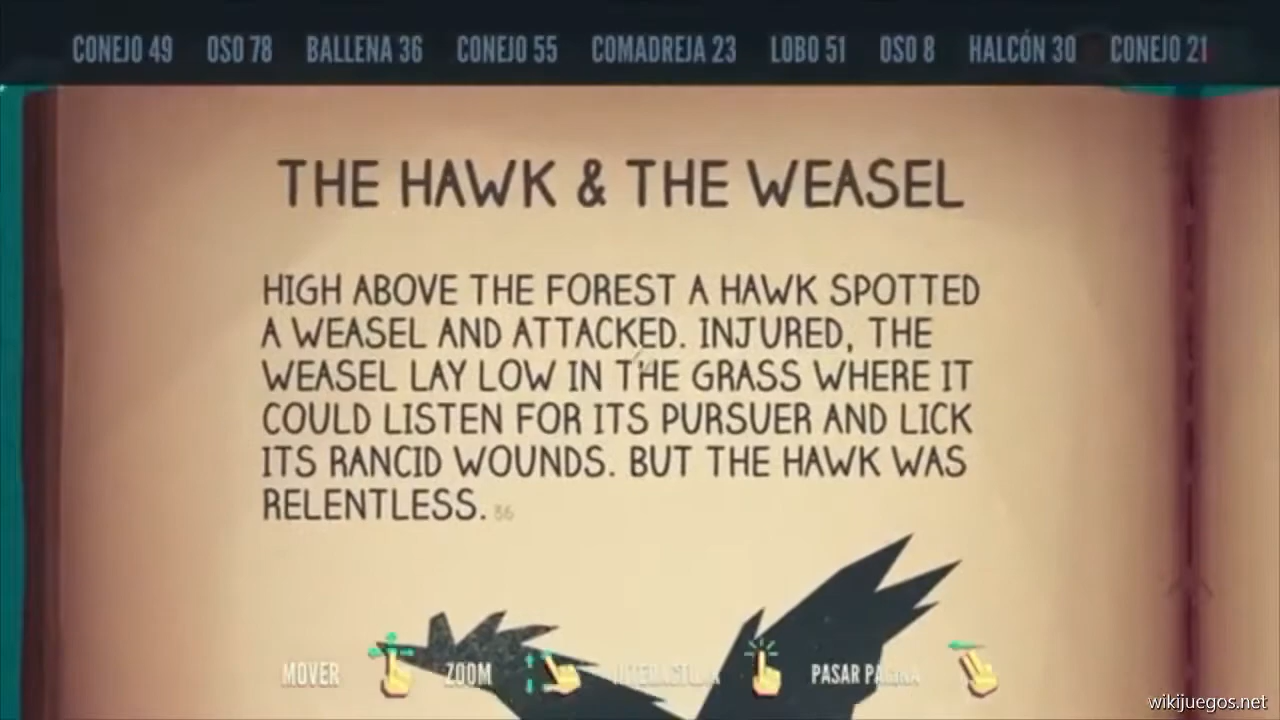 CONEJO 49 OSO 78 BALLENA 36 CONEJO 55 COMADREJA 23 LOBO 51 OSO 8 HALCÓN 30 CONEJO 21
THE HAWK & THE WEASEL
HIGH ABOVE THE FOREST A HAWK SPOTTED
A WEASEL AND ATTACKED. INJURED, THE
WEASEL LAY LOW IN THE GRASS WHERE IT
COULD LISTEN FOR ITS PURSUER AND LICK
ITS RANCID WOUNDS. BUT THE HAWK WAS
RELENTLESS. 36
MOVER ZOOM PASAR PÁGINA
wikijuegos.net